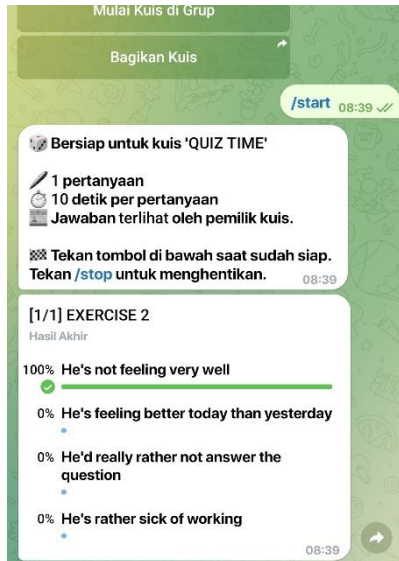 Mulai Kuis di Grup
Bagikan Kuis
/start 08:39
Bersiap untuk kuis 'QUIZ TIME'
1 pertanyaan
10 detik per pertanyaan
Jawaban terlihat oleh pemilik kuis.
Tekan tombol di bawah saat sudah siap.
Tekan /stop untuk menghentikan.
08:39
[1/1] EXERCISE 2
Hasil Akhir
100% He's not feeling very well
0% He's feeling better today than yesterday
0% He'd really rather not answer the
question
0% He's rather sick of working
08:39